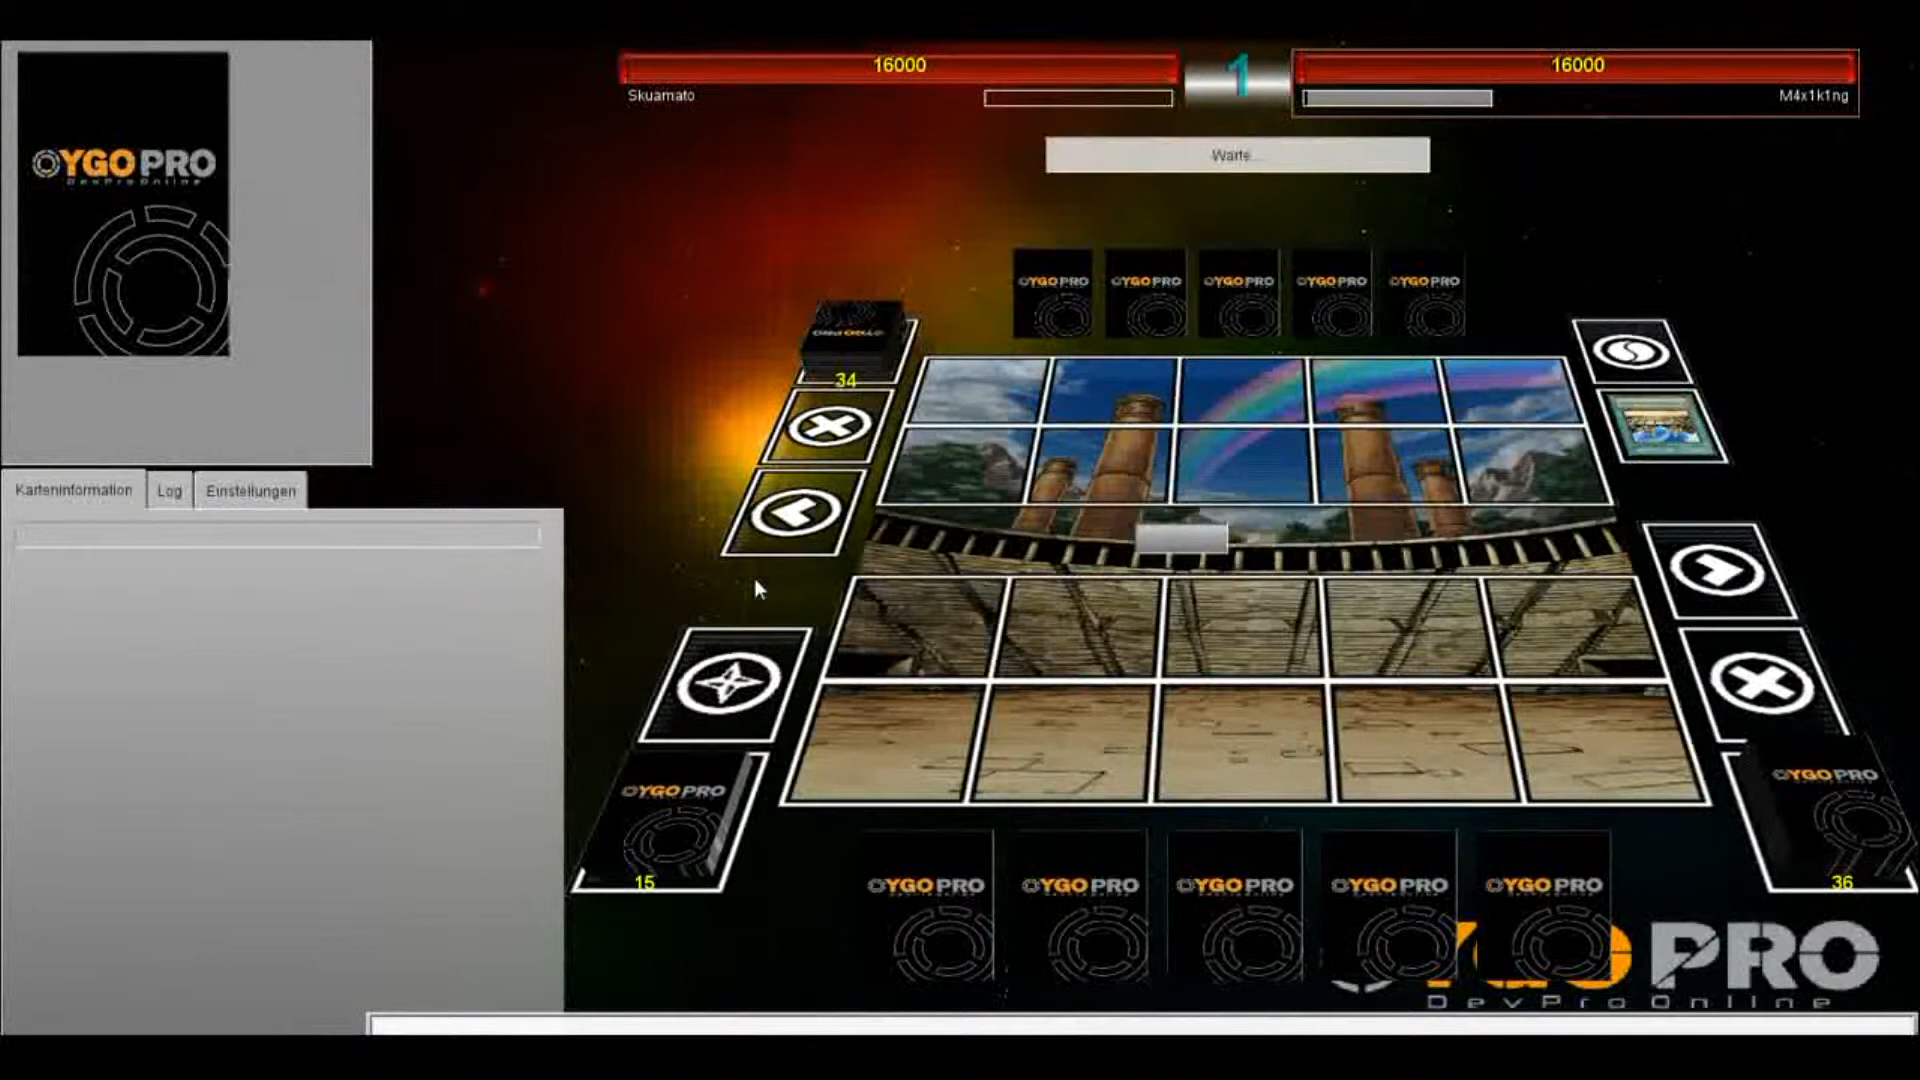 16000
1
16000
Skuamato
M4x1k1ng
Warte...
YGOPRO
DevProOnline
YGOPRO YGOPRO YGOPRO YGOPRO YGOPRO
34
Karteninformation
Log
Einstellungen
YGOPRO
15
YGOPRO
36
YGOPRO YGOPRO YGOPRO YGOPRO YGOPRO
PRO
DevProOnline